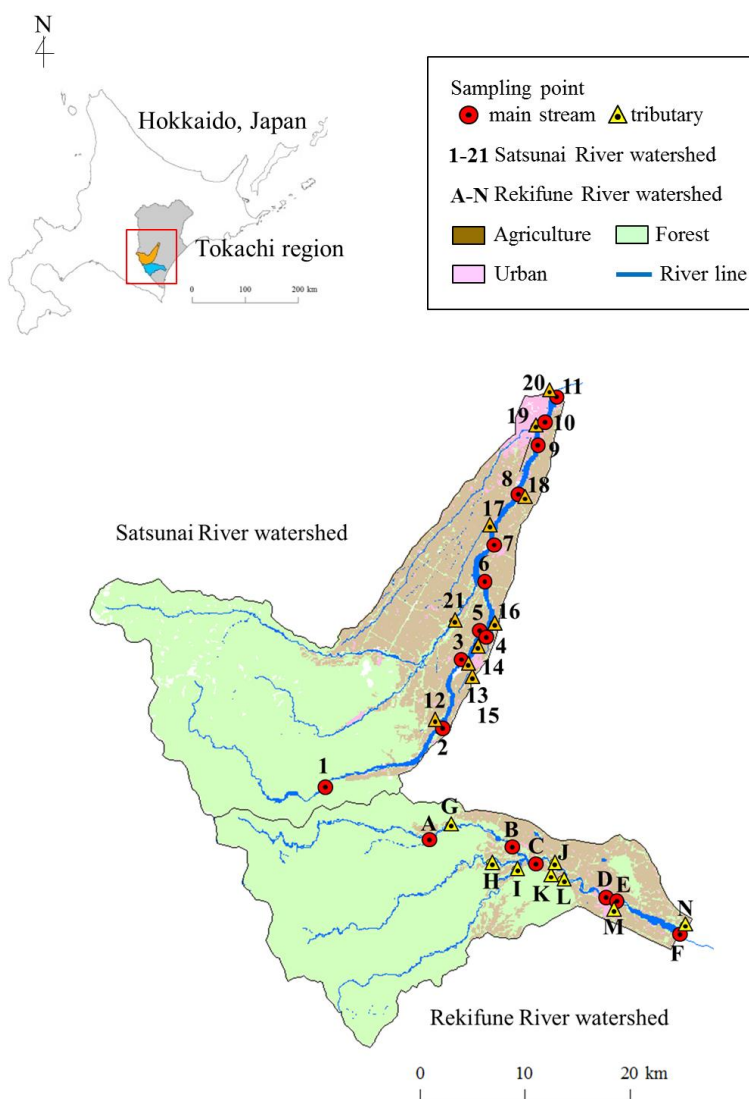 N
Hokkaido, Japan
Tokachi region
0 100 200 km
Sampling point
main stream tributary
1-21 Satsunai River watershed
A-N Rekifune River watershed
Agriculture Forest
Urban River line
20 11
19 10
9
8 18
17
7
6
21 5 16
3 4
14
12 13
15
2
1
Satsunai River watershed
G
A B C J
H I K L
D E
M N
F
Rekifune River watershed
0 10 20 km